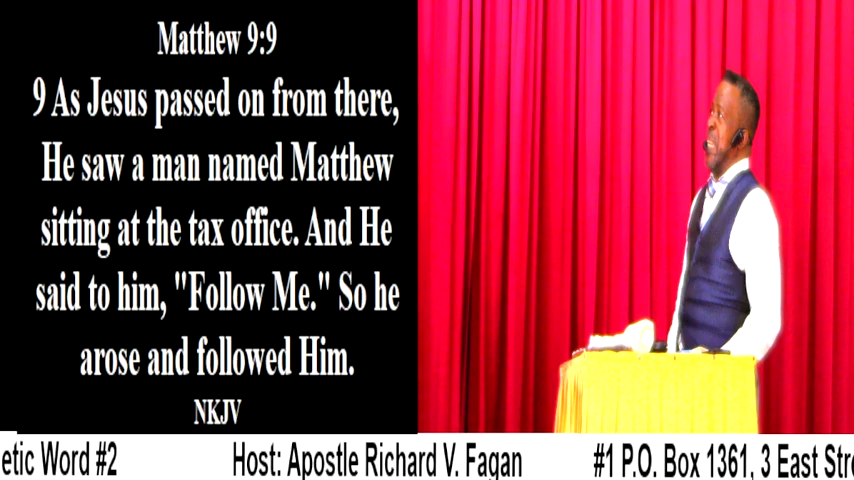 Matthew 9:9
9 As Jesus passed on from there,
He saw a man named Matthew
sitting at the tax office. And He
said to him, "Follow Me." So he
arose and followed Him.
NKJV
etic Word #2 Host: Apostle Richard V. Fagan #1 P.O. Box 1361, 3 East Stre